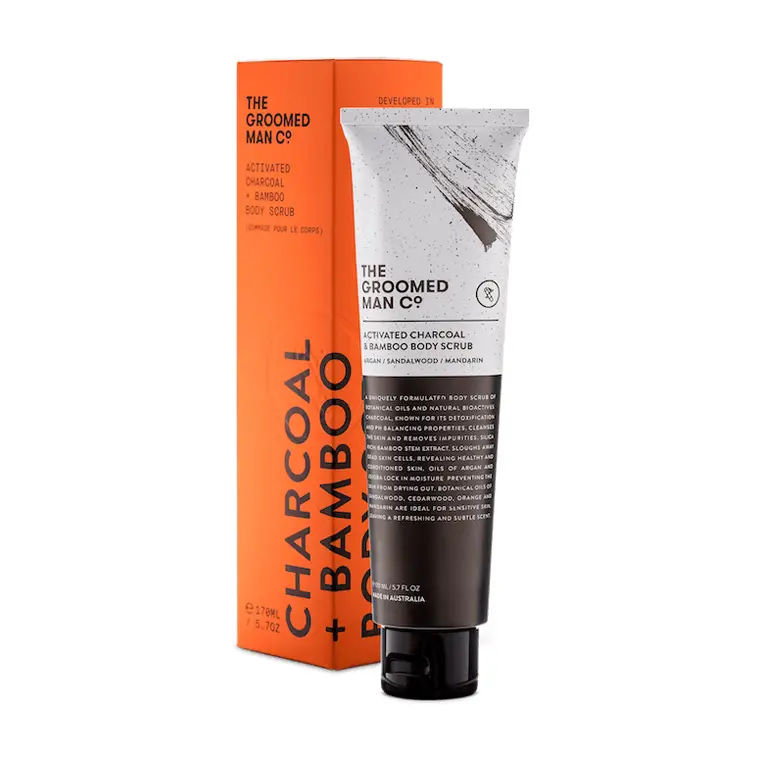 THE
GROOMED
MAN Cº
ACTIVATED
CHARCOAL
+ BAMBOO
BODY SCRUB
(GOMMAGE POUR LE CORPS)
DEVELOPED IN
CHARCOAL
+ BAMBOO
BODY
℮ 170ML
/ 5.7OZ
THE
GROOMED
MAN Cº
ACTIVATED CHARCOAL
& BAMBOO BODY SCRUB
ARGAN / SANDALWOOD / MANDARIN
A UNIQUELY FORMULATED BODY SCRUB OF
BOTANICAL OILS AND NATURAL BIOACTIVES.
CHARCOAL, KNOWN FOR ITS DETOXIFICATION
AND PH BALANCING PROPERTIES, CLEANSES
THE SKIN AND REMOVES IMPURITIES. SILICA
RICH BAMBOO STEM EXTRACT, SLOUGHS AWAY
DEAD SKIN CELLS, REVEALING HEALTHY AND
CONDITIONED SKIN. OILS OF ARGAN AND
JOJOBA LOCK IN MOISTURE PREVENTING THE
SKIN FROM DRYING OUT. BOTANICAL OILS OF
SANDALWOOD, CEDARWOOD, ORANGE AND
MANDARIN ARE IDEAL FOR SENSITIVE SKIN,
LEAVING A REFRESHING AND SUBTLE SCENT.
170 ML / 5.7 FL OZ
MADE IN AUSTRALIA